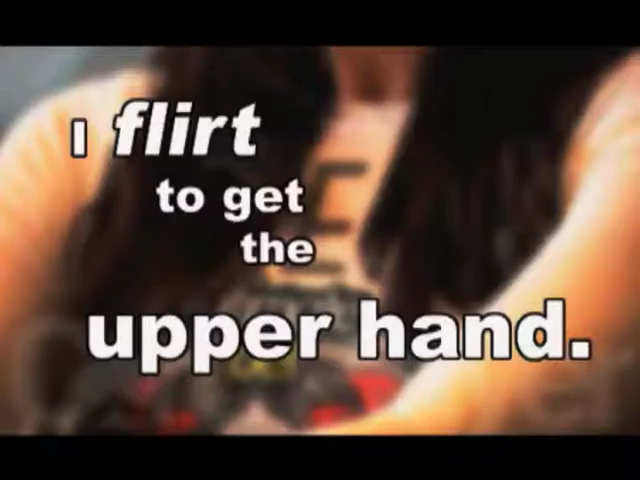 I flirt
to get
the
upper hand.